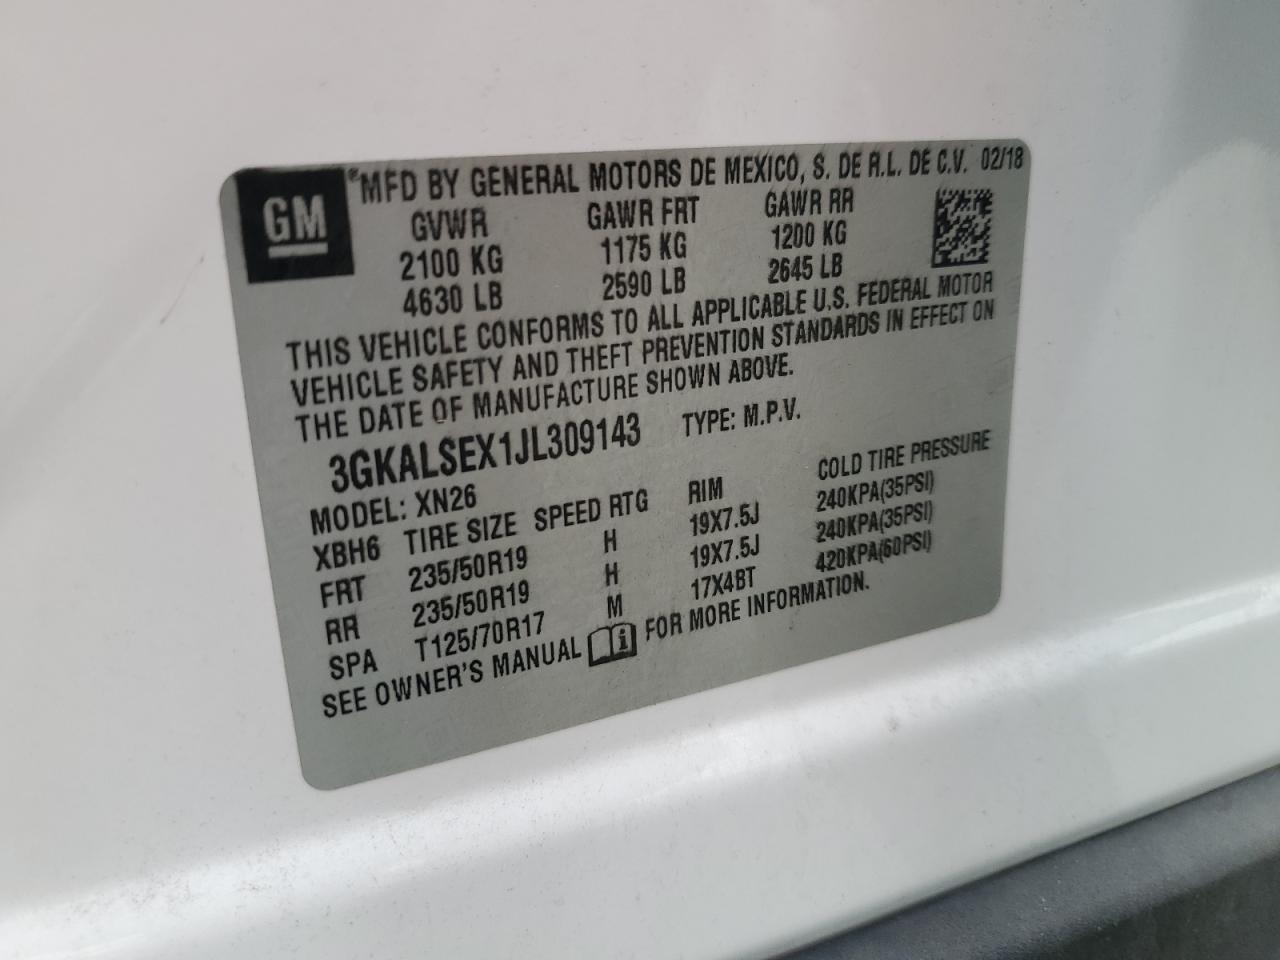 GM
*MFD BY GENERAL MOTORS DE MEXICO, S. DE R.L. DE C.V. 02/18
GVWR GAWR FRT GAWR RR
2100 KG 1175 KG 1200 KG
4630 LB 2590 LB 2645 LB
THIS VEHICLE CONFORMS TO ALL APPLICABLE U.S. FEDERAL MOTOR
VEHICLE SAFETY AND THEFT PREVENTION STANDARDS IN EFFECT ON
THE DATE OF MANUFACTURE SHOWN ABOVE.
3GKALSEX1JL309143 TYPE: M.P.V.
MODEL: XN26
XBH6 TIRE SIZE SPEED RTG RIM COLD TIRE PRESSURE
FRT 235/50R19 H 19X7.5J 240KPA(35PSI)
RR 235/50R19 H 19X7.5J 240KPA(35PSI)
SPA T125/70R17 M 17X4BT 420KPA(60PSI)
SEE OWNER'S MANUAL i FOR MORE INFORMATION.